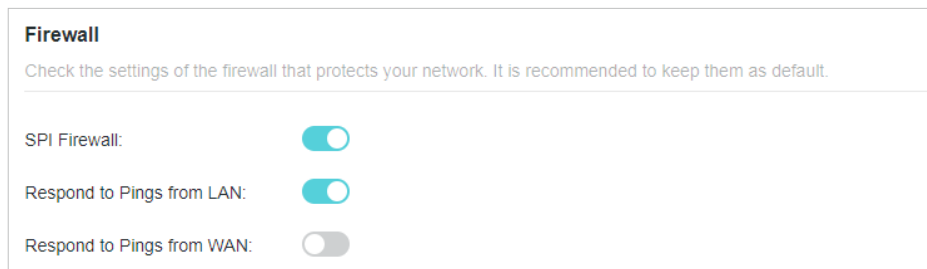 Firewall
Check the settings of the firewall that protects your network. It is recommended to keep them as default.
SPI Firewall:
Respond to Pings from LAN:
Respond to Pings from WAN: